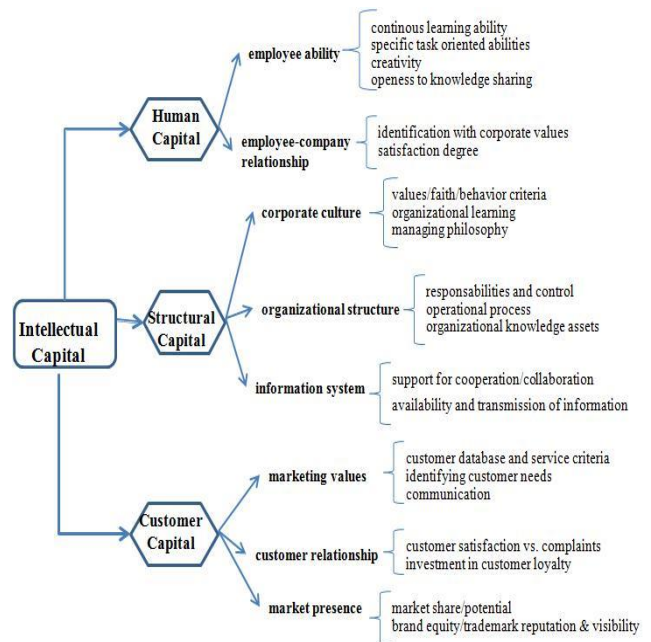 continous learning ability
specific task oriented abilities
employee ability
creativity
openess to knowledge sharing
Human
Capital
identification with corporate values
employee-company
relationship
satisfaction degree
values/faith/behavior criteria
corporate culture
organizational learning
managing philosophy
Intellectual
Capital
Structural
Capital
responsabilities and control
organizational structure
operational process
organizational knowledge assets
support for cooperation/collaboration
information system
availability and transmission of information
customer database and service criteria
marketing values
identifying customer needs
communication
Customer
Capital
customer satisfaction vs. complaints
customer relationship
investment in customer loyalty
market presence
market share/potential
brand equity/trademark reputation & visibility